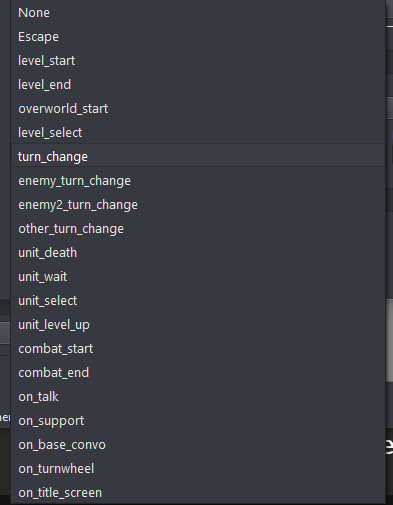 None
Escape
level_start
level_end
overworld_start
level_select
turn_change
enemy_turn_change
enemy2_turn_change
other_turn_change
unit_death
unit_wait
unit_select
unit_level_up
combat_start
combat_end
on_talk
on_support
on_base_convo
on_turnwheel
on_title_screen